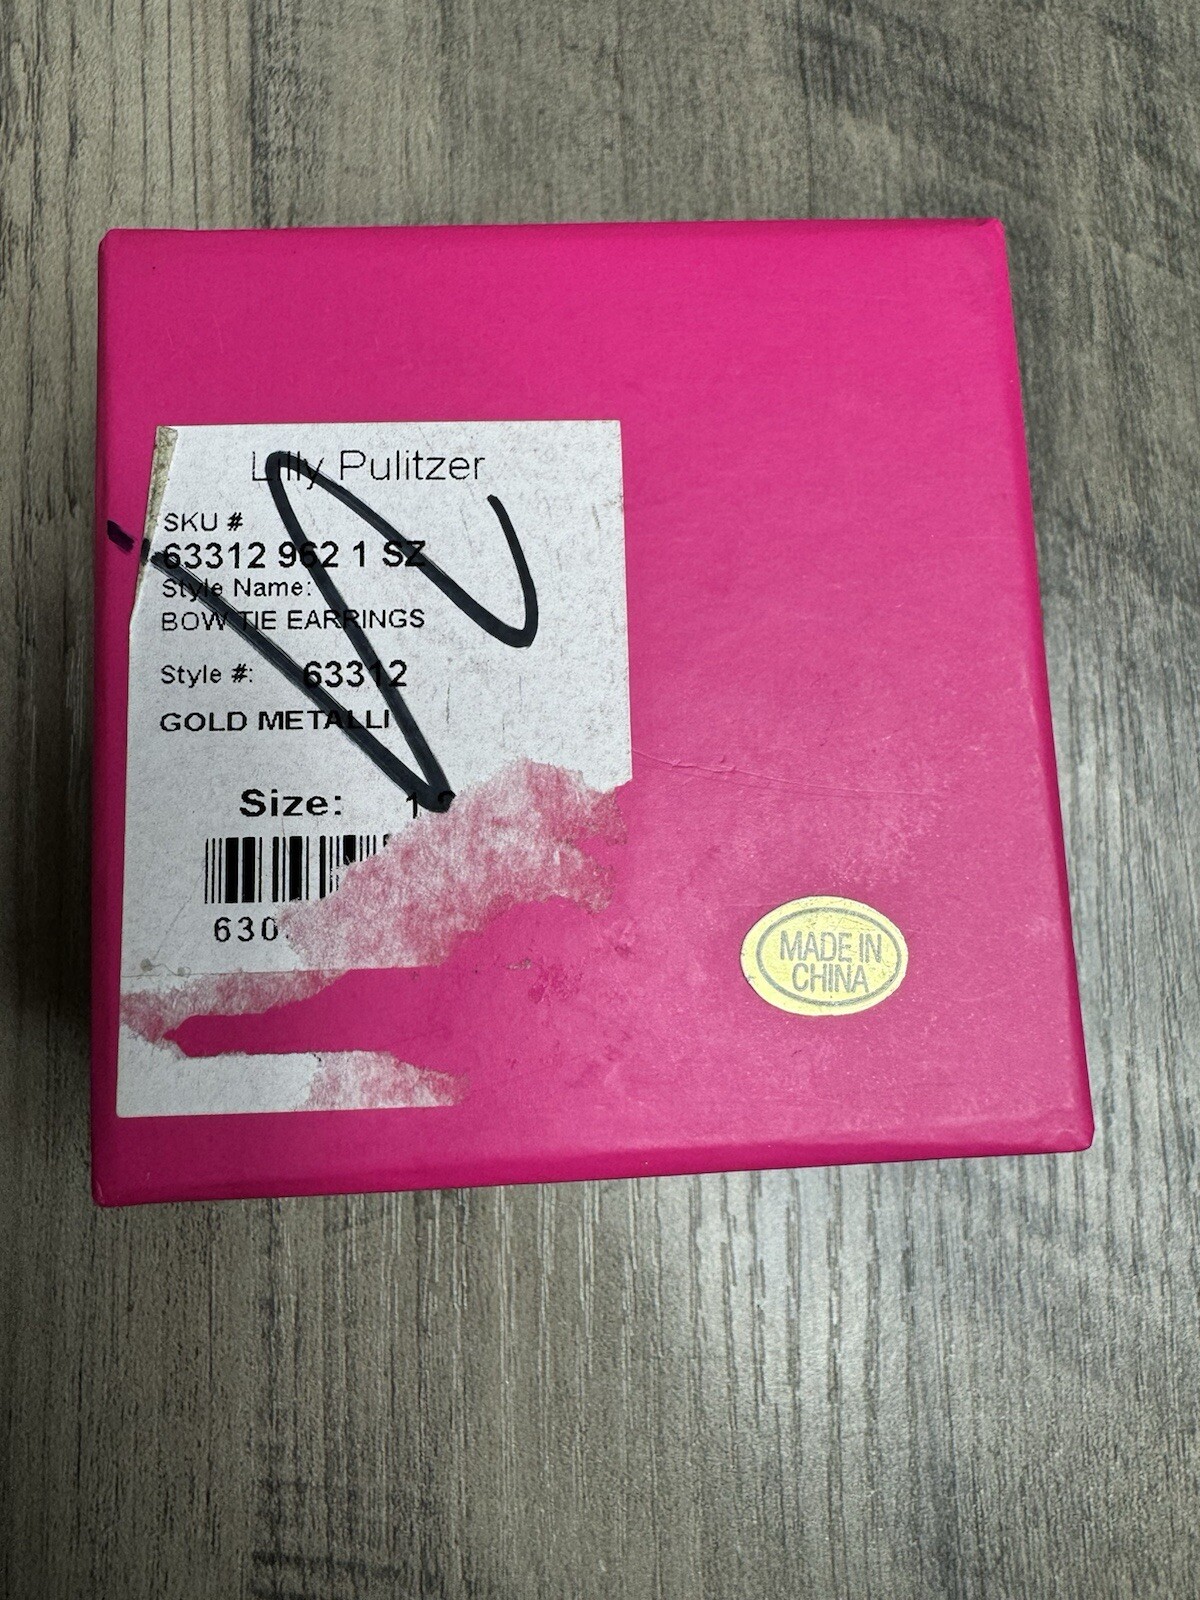 Lilly Pulitzer
SKU #
63312 962 1 SZ
Style Name:
BOW TIE EARRINGS
Style #: 63312
GOLD METALLI
Size: 1
630
MADE IN
CHINA